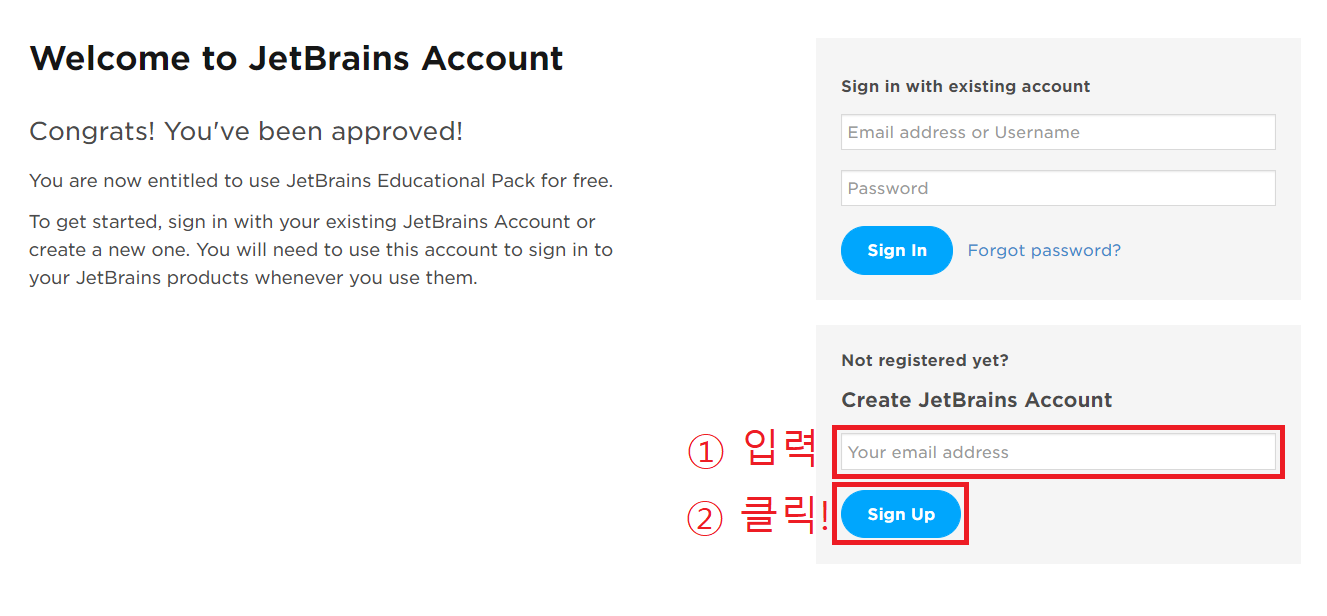 Welcome to JetBrains Account
Congrats! You've been approved!
You are now entitled to use JetBrains Educational Pack for free.
To get started, sign in with your existing JetBrains Account or
create a new one. You will need to use this account to sign in to
your JetBrains products whenever you use them.
Sign in with existing account
Email address or Username
Password
Sign In Forgot password?
Not registered yet?
Create JetBrains Account
① 입력 Your email address
② 클릭! Sign Up